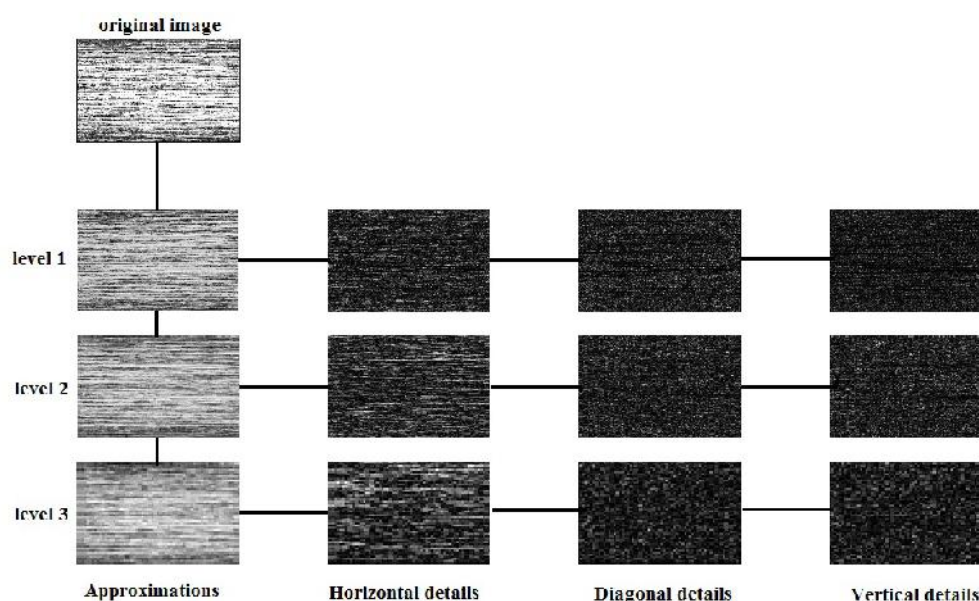 original image
level 1
level 2
level 3
Approximations Horizontal details Diagonal details Vertical details